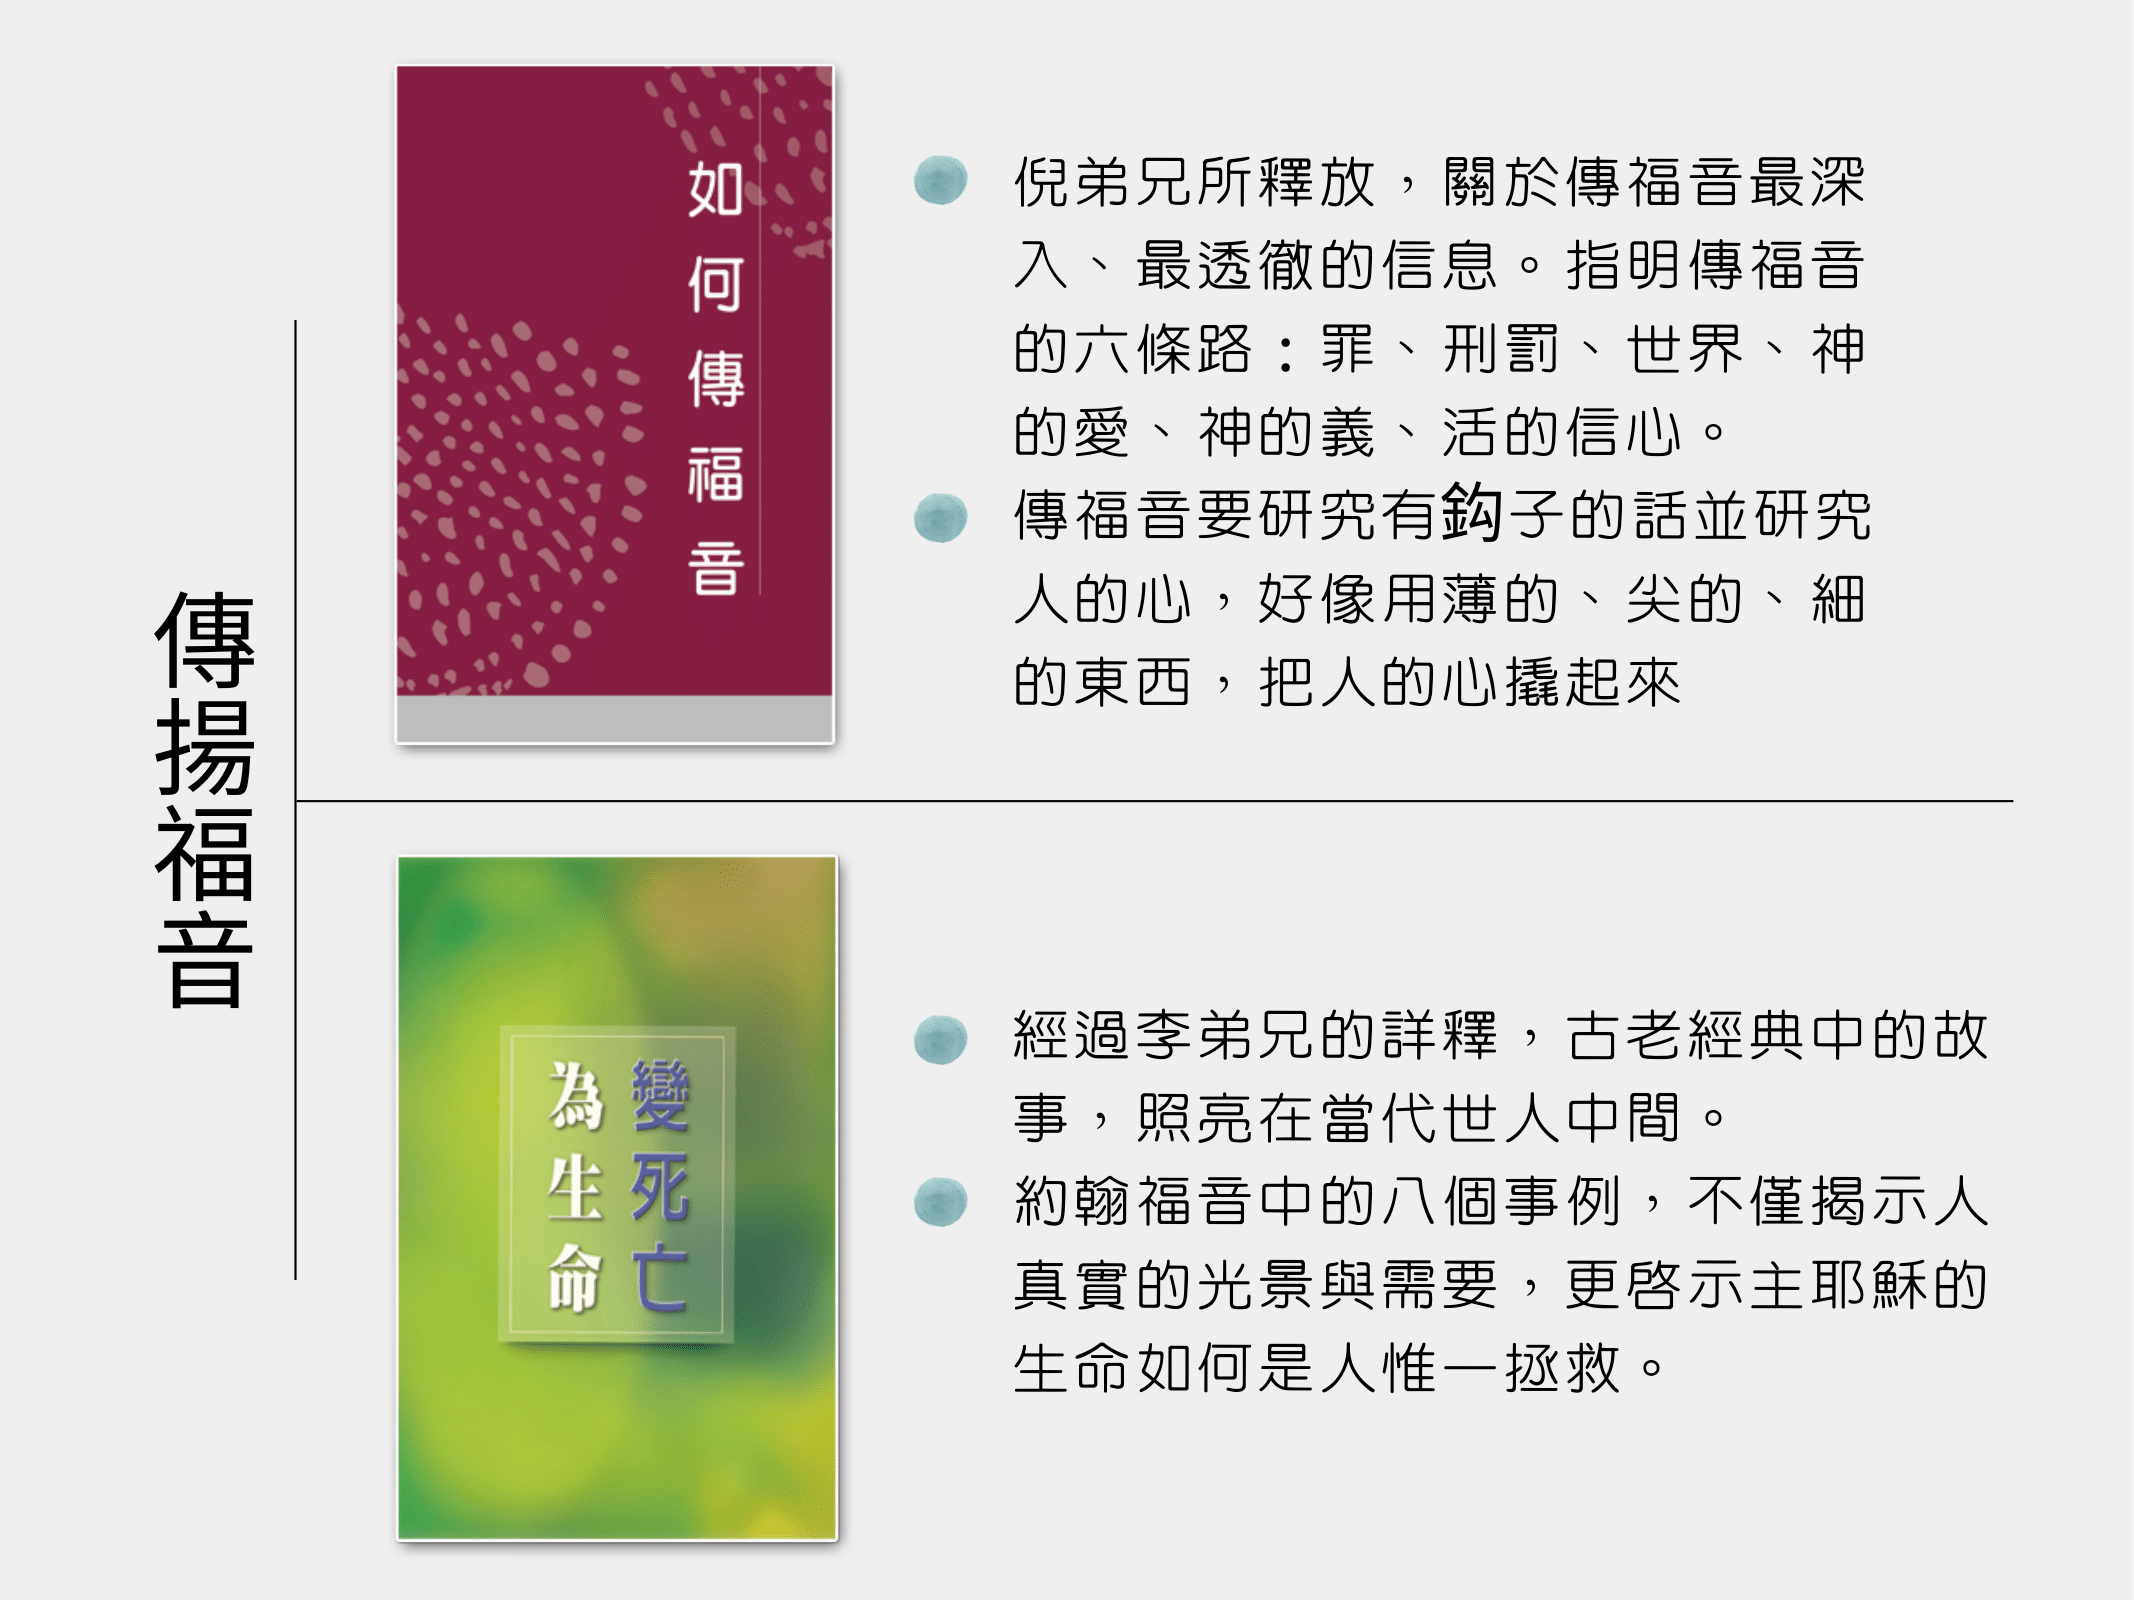 傳揚福音
如何傳福音
倪弟兄所釋放，關於傳福音最深
入、最透徹的信息。指明傳福音
的六條路：罪、刑罰、世界、神
的愛、神的義、活的信心。
傳福音要研究有鈎子的話並研究
人的心，好像用薄的、尖的、細
的東西，把人的心撬起來
變死亡
為生命
經過李弟兄的詳釋，古老經典中的故
事，照亮在當代世人中間。
約翰福音中的八個事例，不僅揭示人
真實的光景與需要，更啓示主耶穌的
生命如何是人惟一拯救。